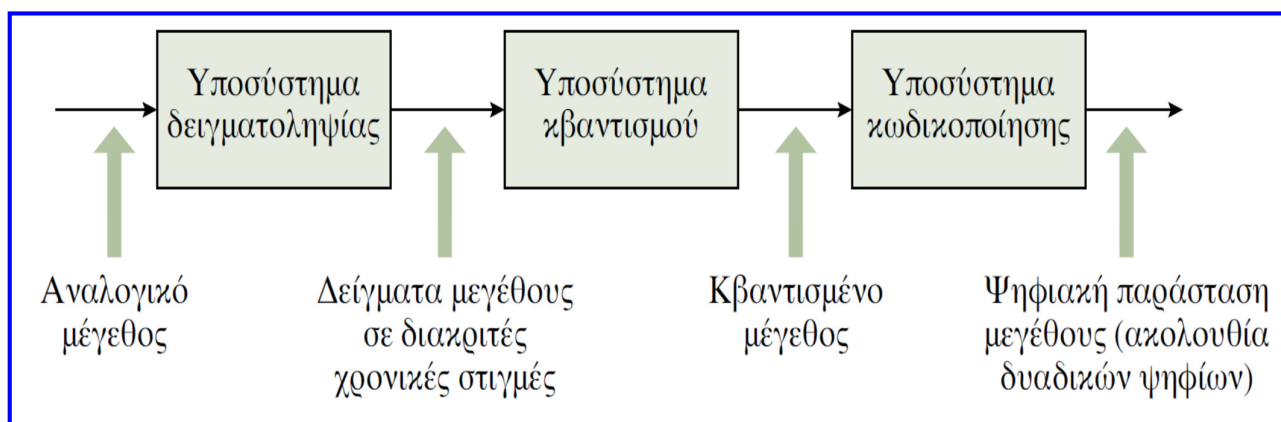 Υποσύστημα
δειγματοληψίας
Υποσύστημα
κβαντισμού
Υποσύστημα
κωδικοποίησης
Αναλογικό
μέγεθος
Δείγματα μεγέθους
σε διακριτές
χρονικές στιγμές
Κβαντισμένο
μέγεθος
Ψηφιακή παράσταση
μεγέθους (ακολουθία
δυαδικών ψηφίων)